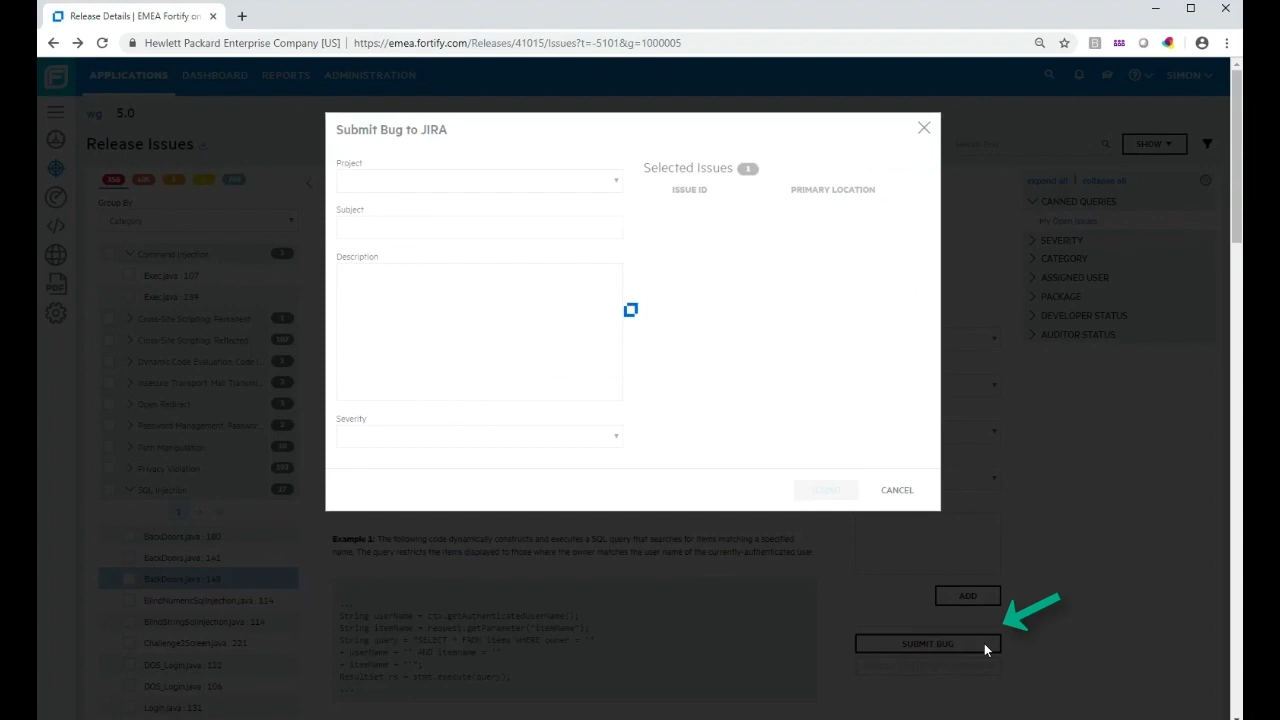 Release Details | EMEA Fortify on
Hewlett Packard Enterprise Company [US] | https://emea.fortify.com/Releases/41015/Issues?t=-5101&g=1000005
APPLICATIONS DASHBOARD REPORTS ADMINISTRATION
SIMON
wg 5.0
Release Issues
SHOW
Group By
Category
Command Injection
Exec.java : 107
Exec.java : 289
Cross-Site Scripting: Persistent
Cross-Site Scripting: Reflected
Dynamic Code Evaluation: Code
Insecure Transport: Mail Transmi...
Open Redirect
Password Management: Passwor...
Path Manipulation
Privacy Violation
SQL Injection
1
BackDoors.java : 180
BackDoors.java : 141
BackDoors.java : 149
BlindNumericSqlInjection.java : 114
BlindStringSqlInjection.java : 114
Challenge2Screen.java : 221
DOS_Login.java : 122
DOS_Login.java : 106
Login.java : 131
PDF
Submit Bug to JIRA
Project
Subject
Description
Severity
Selected Issues 1
ISSUE ID PRIMARY LOCATION
CANCEL
Example 1: The following code dynamically constructs and executes a SQL query that searches for items matching a specified
name. The query restricts the items displayed to those where the owner matches the user name of the currently-authenticated user.
...
String userName = ctx.getAuthenticatedUserName();
String itemName = request.getParameter("itemName");
String query = "SELECT * FROM items WHERE owner = '"
+ userName + "' AND itemname = '"
+ itemName + "'";
ResultSet rs = stmt.execute(query);
...
ADD
SUBMIT BUG
expand all | collapse all
CANNED QUERIES
My Open Issues
SEVERITY
CATEGORY
ASSIGNED USER
PACKAGE
DEVELOPER STATUS
AUDITOR STATUS